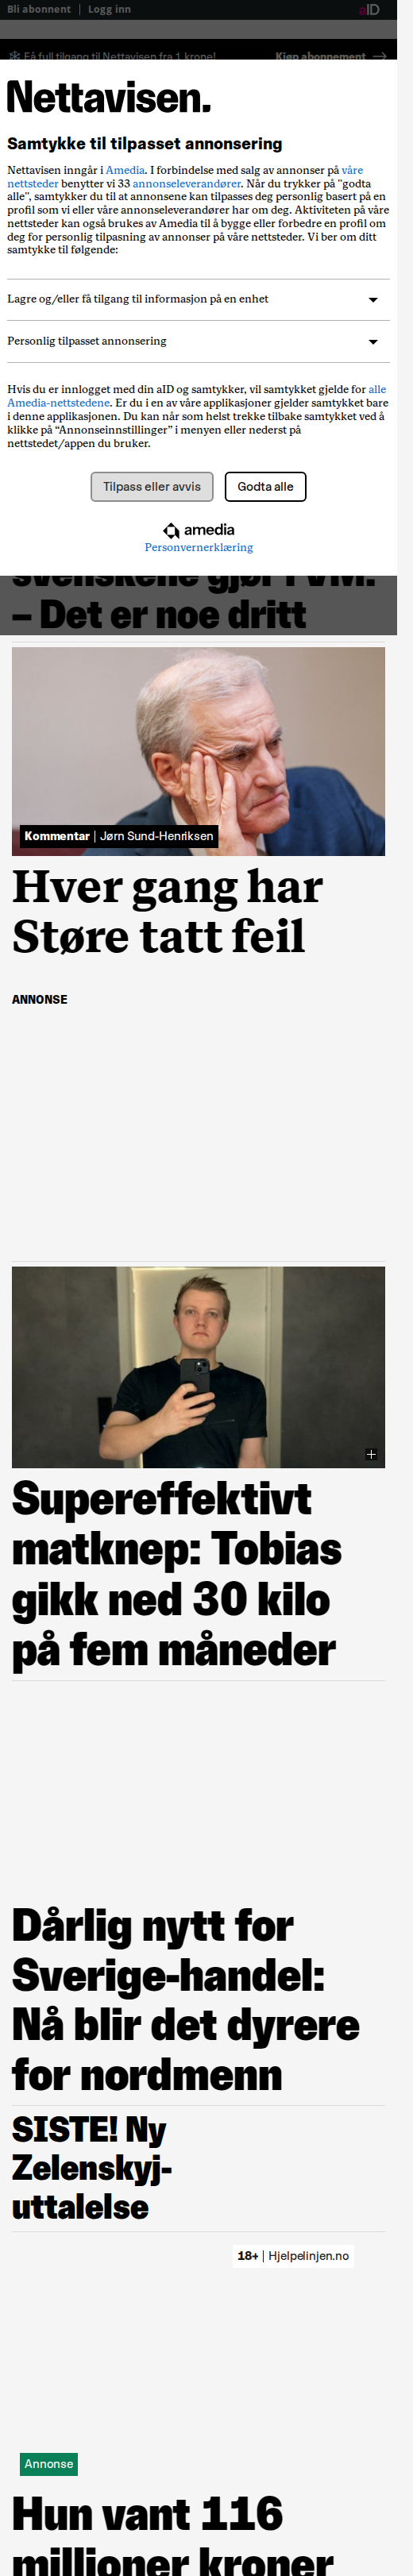 Bli abonnent | Logg inn aID
❄ Få full tilgang til Nettavisen fra 1 krone! Kjøp abonnement →
Nettavisen.
Samtykke til tilpasset annonsering
Nettavisen inngår i Amedia. I forbindelse med salg av annonser på våre
nettsteder benytter vi 33 annonseleverandører. Når du trykker på "godta
alle", samtykker du til at annonsene kan tilpasses deg personlig basert på en
profil som vi eller våre annonseleverandører har om deg. Aktiviteten på våre
nettsteder kan også brukes av Amedia til å bygge eller forbedre en profil om
deg for personlig tilpasning av annonser på våre nettsteder. Vi ber om ditt
samtykke til følgende:
Lagre og/eller få tilgang til informasjon på en enhet
Personlig tilpasset annonsering
Hvis du er innlogget med din aID og samtykker, vil samtykket gjelde for alle
Amedia-nettstedene. Er du i en av våre applikasjoner gjelder samtykket bare
i denne applikasjonen. Du kan når som helst trekke tilbake samtykket ved å
klikke på “Annonseinnstillinger” i menyen eller nederst på
nettstedet/appen du bruker.
Tilpass eller avvis Godta alle
amedia
Personvernerklæring
svenskene gjør i VM:
– Det er noe dritt
Kommentar | Jørn Sund-Henriksen
Hver gang har
Støre tatt feil
ANNONSE
Supereffektivt
matknep: Tobias
gikk ned 30 kilo
på fem måneder
Dårlig nytt for
Sverige-handel:
Nå blir det dyrere
for nordmenn
SISTE! Ny
Zelenskyj-
uttalelse
18+ | Hjelpelinjen.no
Annonse
Hun vant 116
millioner kroner